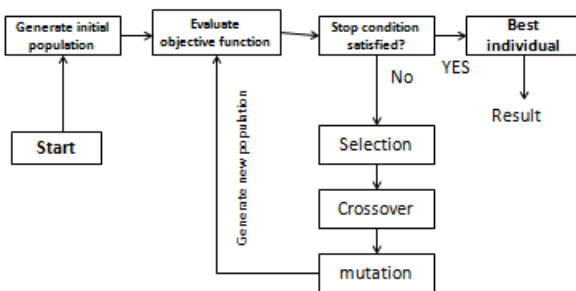 Generate initial
population
Evaluate
objective function
Stop condition
satisfied?
Best
individual
No
YES
Result
Start
Selection
Generate new population
Crossover
mutation